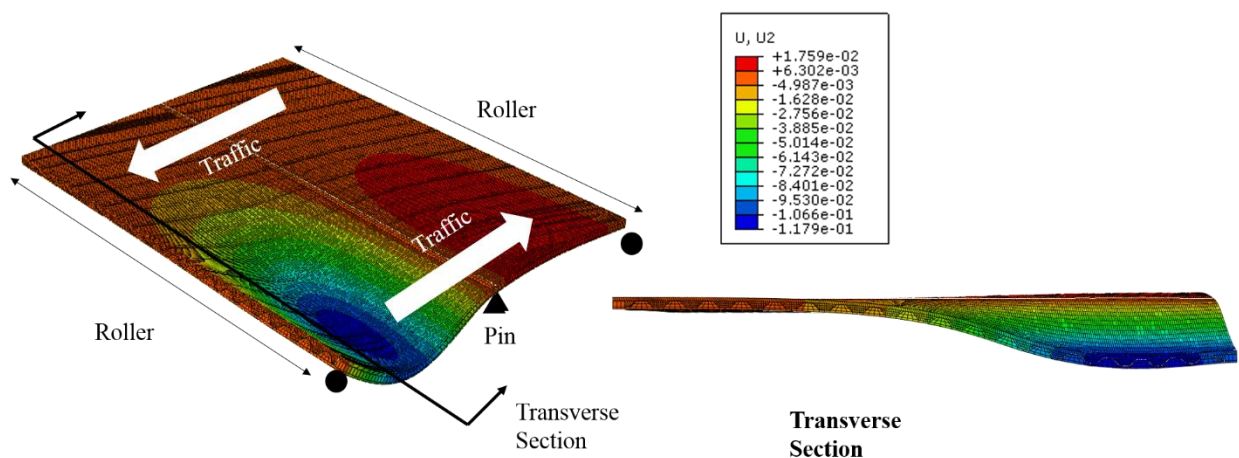 U, U2
+1.759e-02
+6.302e-03
-4.987e-03
-1.628e-02
-2.756e-02
-3.885e-02
-5.014e-02
-6.143e-02
-7.272e-02
-8.401e-02
-9.530e-02
-1.066e-01
-1.179e-01
Roller
Traffic
Traffic
Roller
Pin
Transverse
Section
Transverse
Section